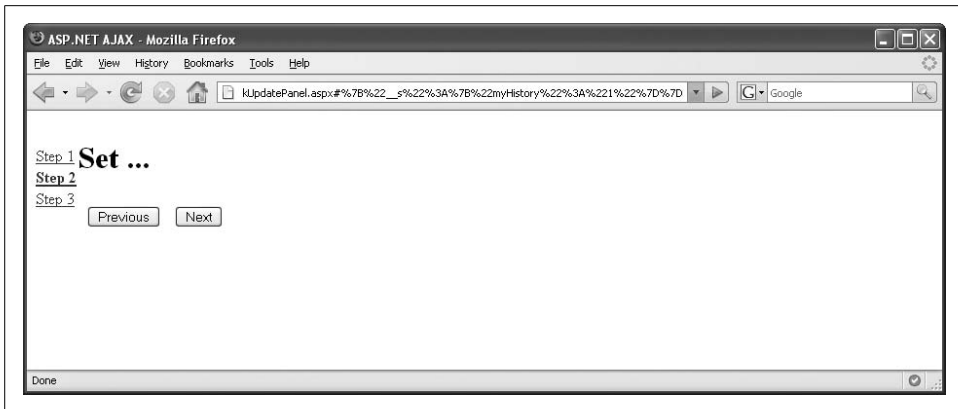 ASP.NET AJAX - Mozilla Firefox
File Edit View History Bookmarks Tools Help
kUpdatePanel.aspx#%7B%22__s%22%3A%7B%22myHistory%22%3A%221%22%7D%7D
G Google
Step 1 Set ...
Step 2
Step 3
Previous Next
Done